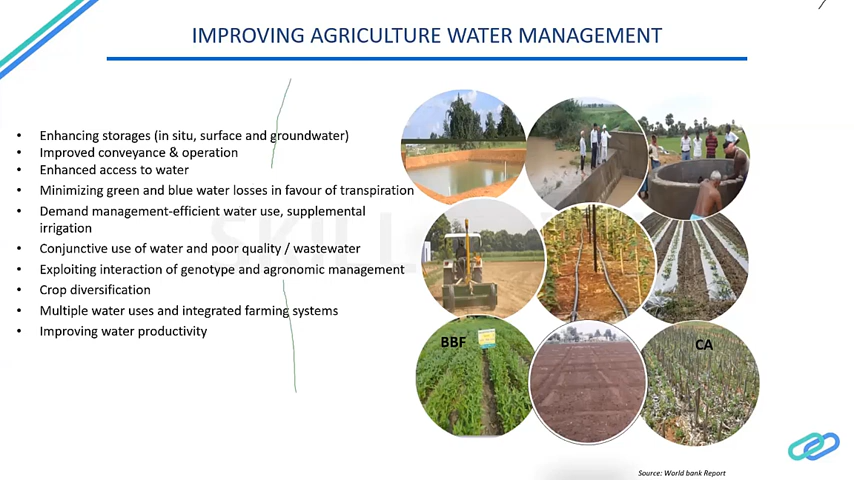 IMPROVING AGRICULTURE WATER MANAGEMENT
• Enhancing storages (in situ, surface and groundwater)
• Improved conveyance & operation
• Enhanced access to water
• Minimizing green and blue water losses in favour of transpiration
• Demand management-efficient water use, supplemental
irrigation
• Conjunctive use of water and poor quality / wastewater
• Exploiting interaction of genotype and agronomic management
• Crop diversification
• Multiple water uses and integrated farming systems
• Improving water productivity
BBF
CA
Source: World bank Report